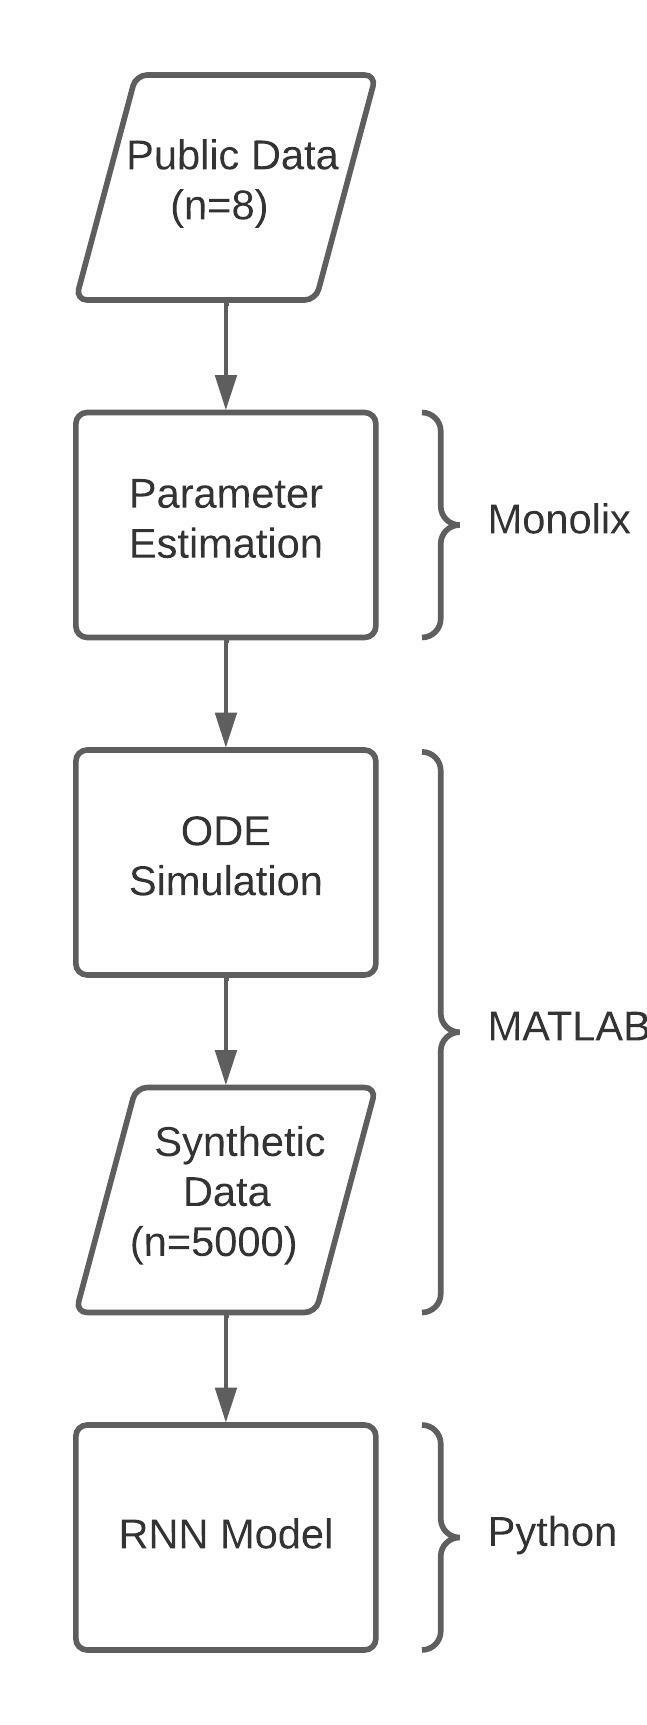 Public Data
(n=8)
Parameter
Estimation
Monolix
ODE
Simulation
MATLAB
Synthetic
Data
(n=5000)
RNN Model
Python